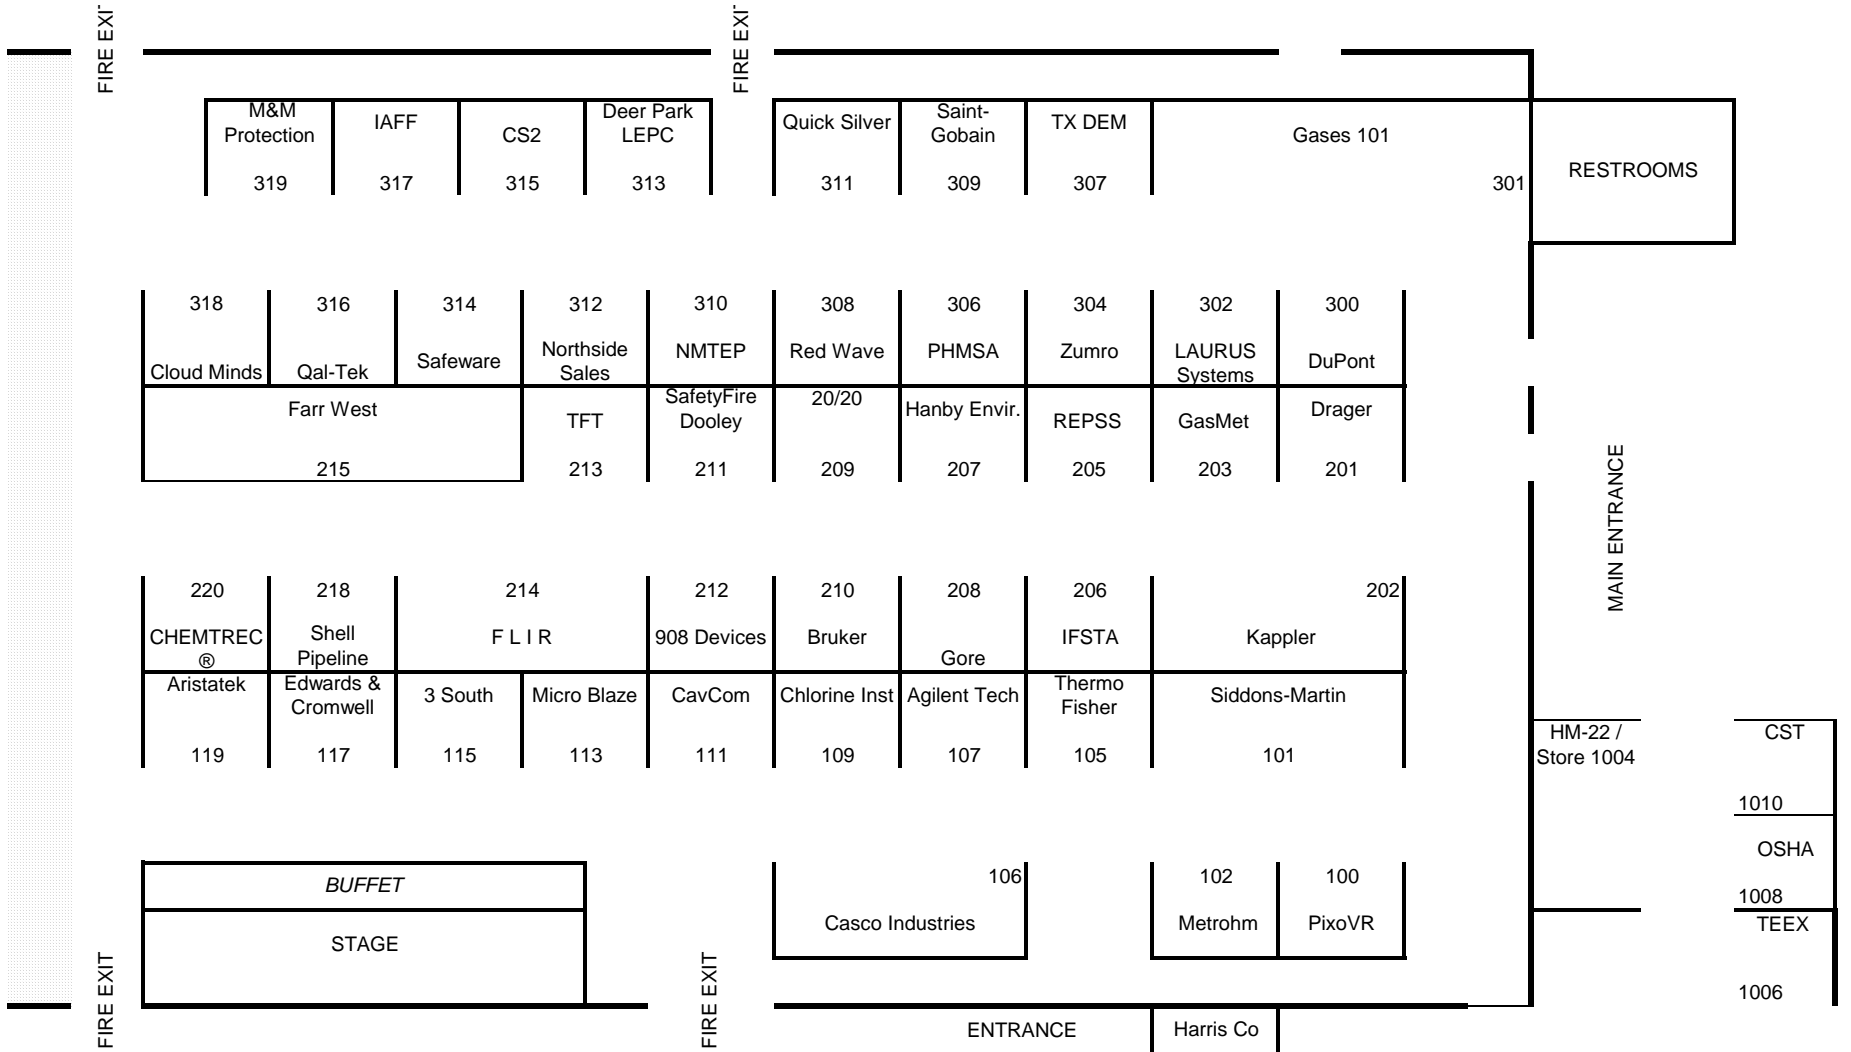 FIRE EXIT
FIRE EXIT
M&M
Protection
319
IAFF
317
CS2
315
Deer Park
LEPC
313
Quick Silver
311
Saint-
Gobain
309
TX DEM
307
Gases 101
301
RESTROOMS
318
Cloud Minds
316
Qal-Tek
314
Safeware
312
Northside
Sales
310
NMTEP
308
Red Wave
306
PHMSA
304
Zumro
302
LAURUS
Systems
300
DuPont
Farr West
215
TFT
213
SafetyFire
Dooley
211
20/20
209
Hanby Envir.
207
REPSS
205
GasMet
203
Drager
201
MAIN ENTRANCE
220
CHEMTREC
®
218
Shell
Pipeline
214
F L I R
212
908 Devices
210
Bruker
208
Gore
206
IFSTA
202
Kappler
Aristatek
119
Edwards &
Cromwell
117
3 South
115
Micro Blaze
113
CavCom
111
Chlorine Inst
109
Agilent Tech
107
Thermo
Fisher
105
Siddons-Martin
101
HM-22 /
Store 1004
CST
1010
OSHA
1008
TEEX
1006
BUFFET
STAGE
106
Casco Industries
102
Metrohm
100
PixoVR
FIRE EXIT
FIRE EXIT
ENTRANCE
Harris Co